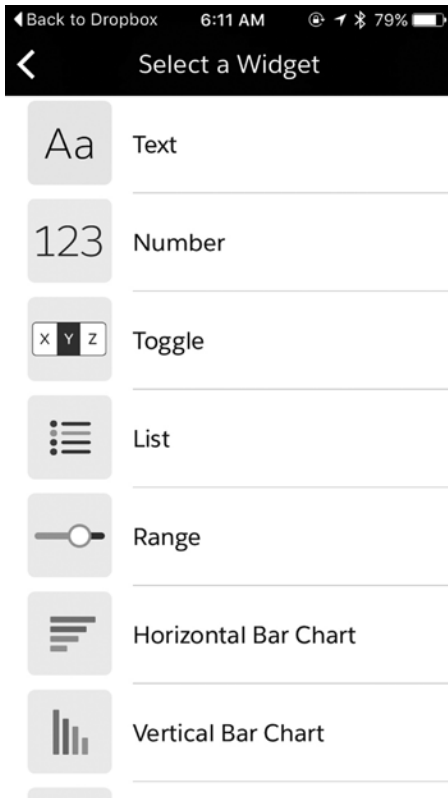 Back to Dropbox 6:11 AM 79%
Select a Widget
Aa Text
123 Number
X Y Z Toggle
List
Range
Horizontal Bar Chart
Vertical Bar Chart